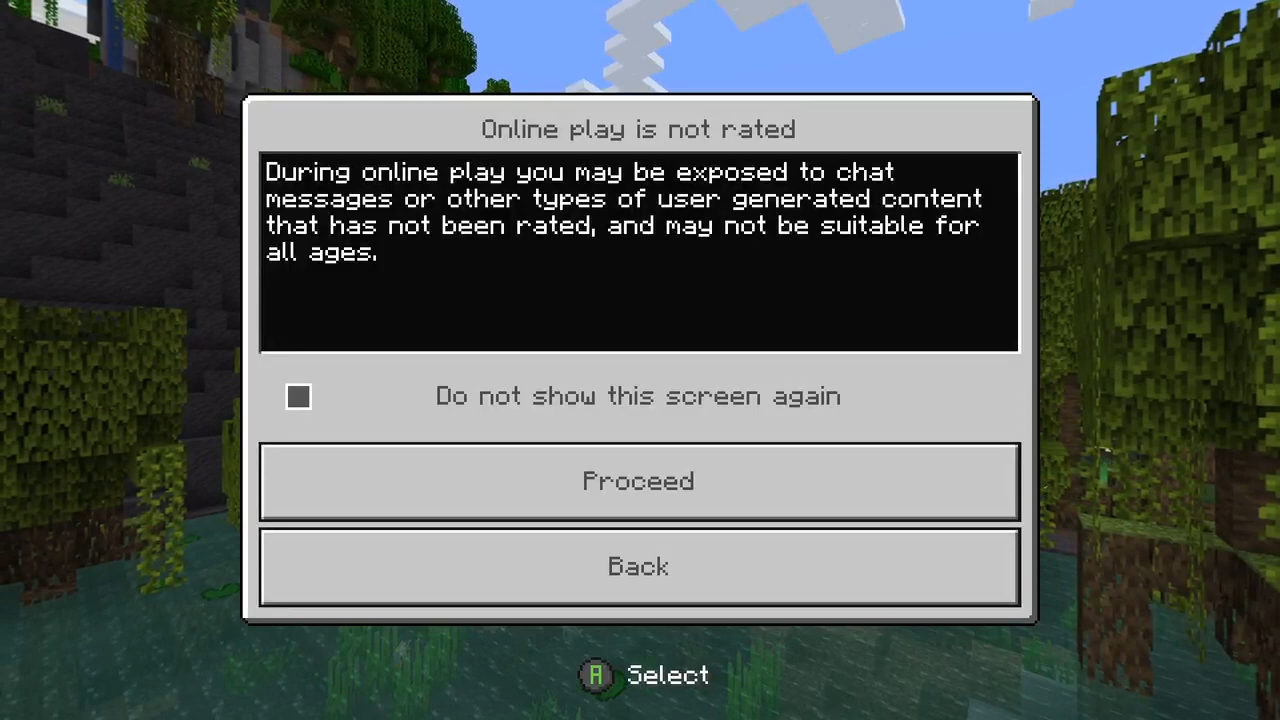 Online play is not rated
During online play you may be exposed to chat
messages or other types of user generated content
that has not been rated, and may not be suitable for
all ages.
Do not show this screen again
Proceed
Back
A Select